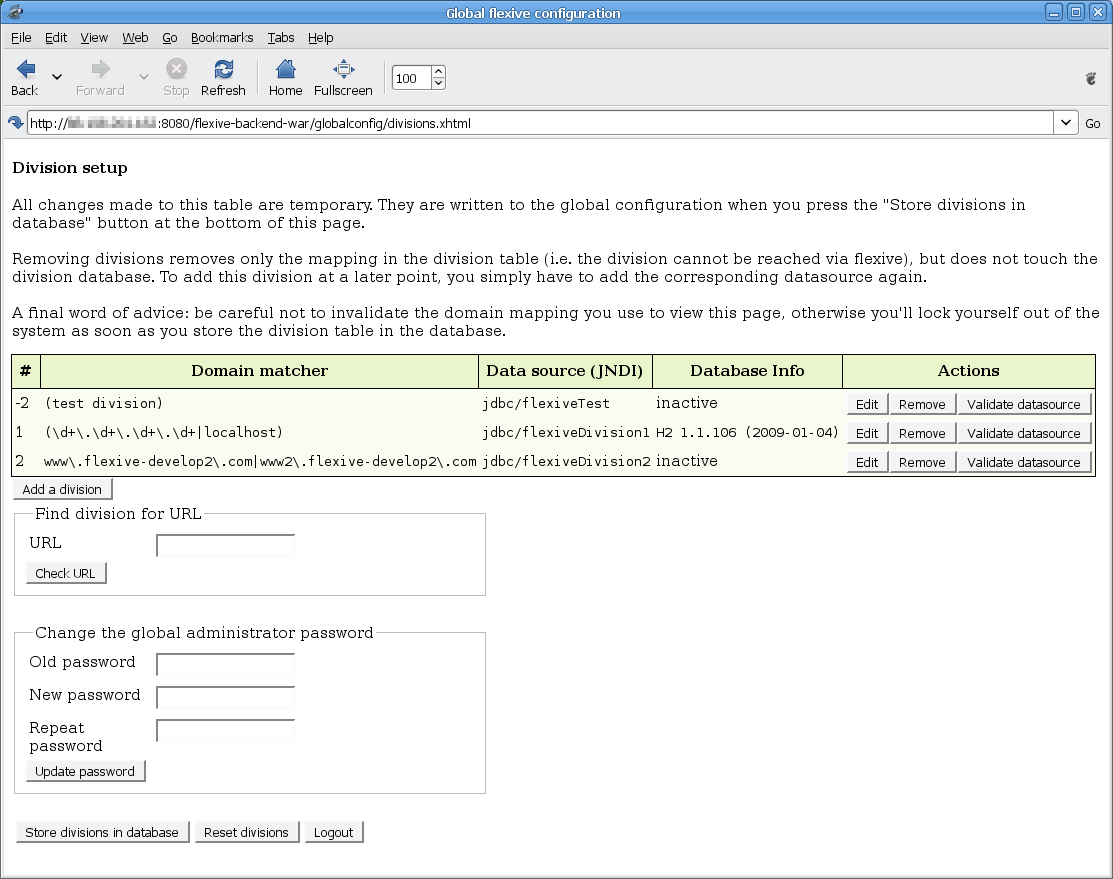 Global flexive configuration
File Edit View Web Go Bookmarks Tabs Help
Back Forward Stop Refresh Home Fullscreen 100
http:// :8080/flexive-backend-war/globalconfig/divisions.xhtml Go
Division setup
All changes made to this table are temporary. They are written to the global configuration when you press the "Store divisions in
database" button at the bottom of this page.
Removing divisions removes only the mapping in the division table (i.e. the division cannot be reached via flexive), but does not touch the
division database. To add this division at a later point, you simply have to add the corresponding datasource again.
A final word of advice: be careful not to invalidate the domain mapping you use to view this page, otherwise you'll lock yourself out of the
system as soon as you store the division table in the database.
# Domain matcher Data source (JNDI) Database Info Actions
-2 (test division) jdbc/flexiveTest inactive Edit Remove Validate datasource
1 (\d+\.\d+\.\d+\.\d+|localhost) jdbc/flexiveDivision1 H2 1.1.106 (2009-01-04) Edit Remove Validate datasource
2 www\.flexive-develop2\.com|www2\.flexive-develop2\.com jdbc/flexiveDivision2 inactive Edit Remove Validate datasource
Add a division
Find division for URL
URL
Check URL
Change the global administrator password
Old password
New password
Repeat
password
Update password
Store divisions in database Reset divisions Logout